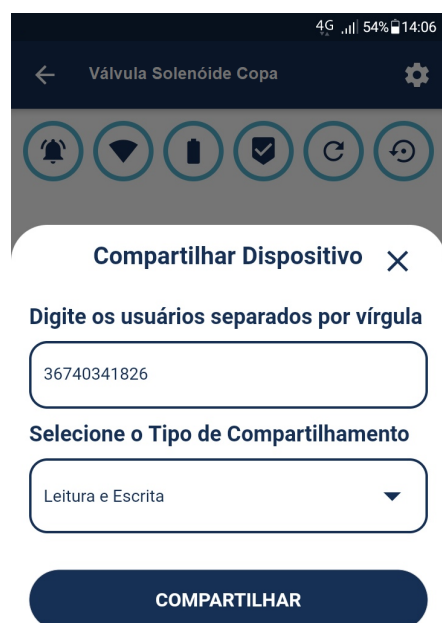 4G 54% 14:06
Válvula Solenóide Copa
Compartilhar Dispositivo
Digite os usuários separados por vírgula
36740341826
Selecione o Tipo de Compartilhamento
Leitura e Escrita
COMPARTILHAR